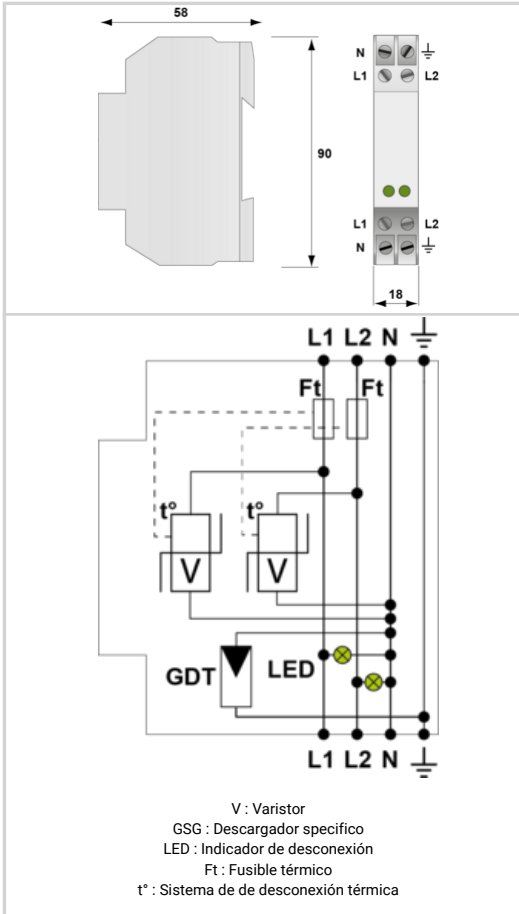 58
N
L1 L2
90
L1 L2
N
18
L1 L2 N
Ft Ft
t° t°
V V
GDT LED
L1 L2 N
V : Varistor
GSG : Descargador specifico
LED : Indicador de desconexión
Ft : Fusible térmico
t° : Sistema de de desconexión térmica